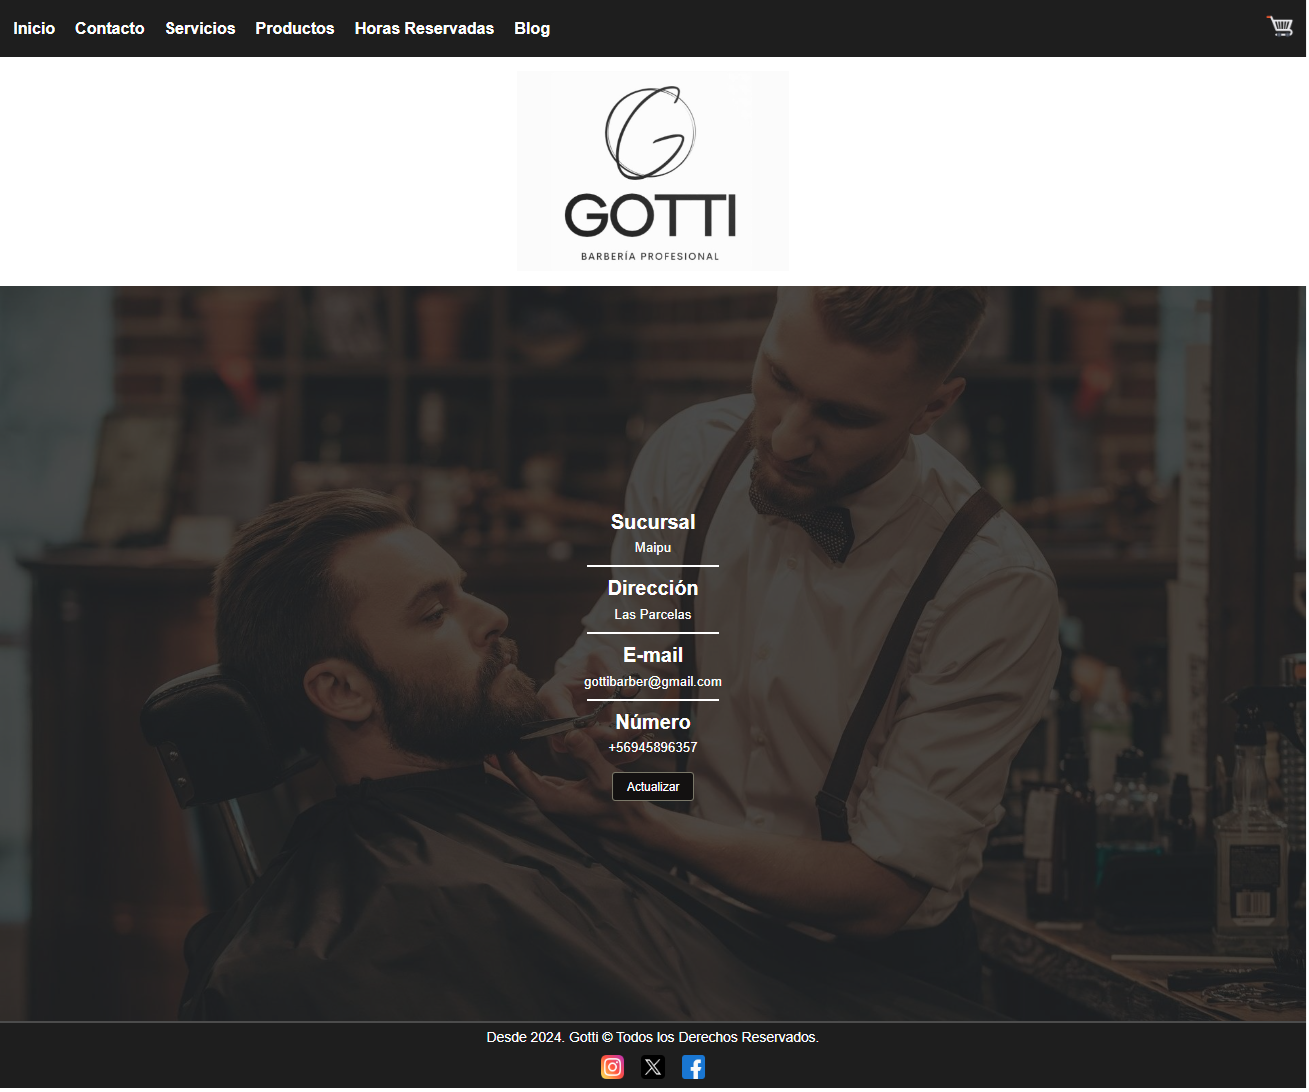 Inicio Contacto Servicios Productos Horas Reservadas Blog
G
GOTTI
BARBERÍA PROFESIONAL
Sucursal
Maipu
Dirección
Las Parcelas
E-mail
gottibarber@gmail.com
Número
+56945896357
Actualizar
Desde 2024. Gotti © Todos los Derechos Reservados.